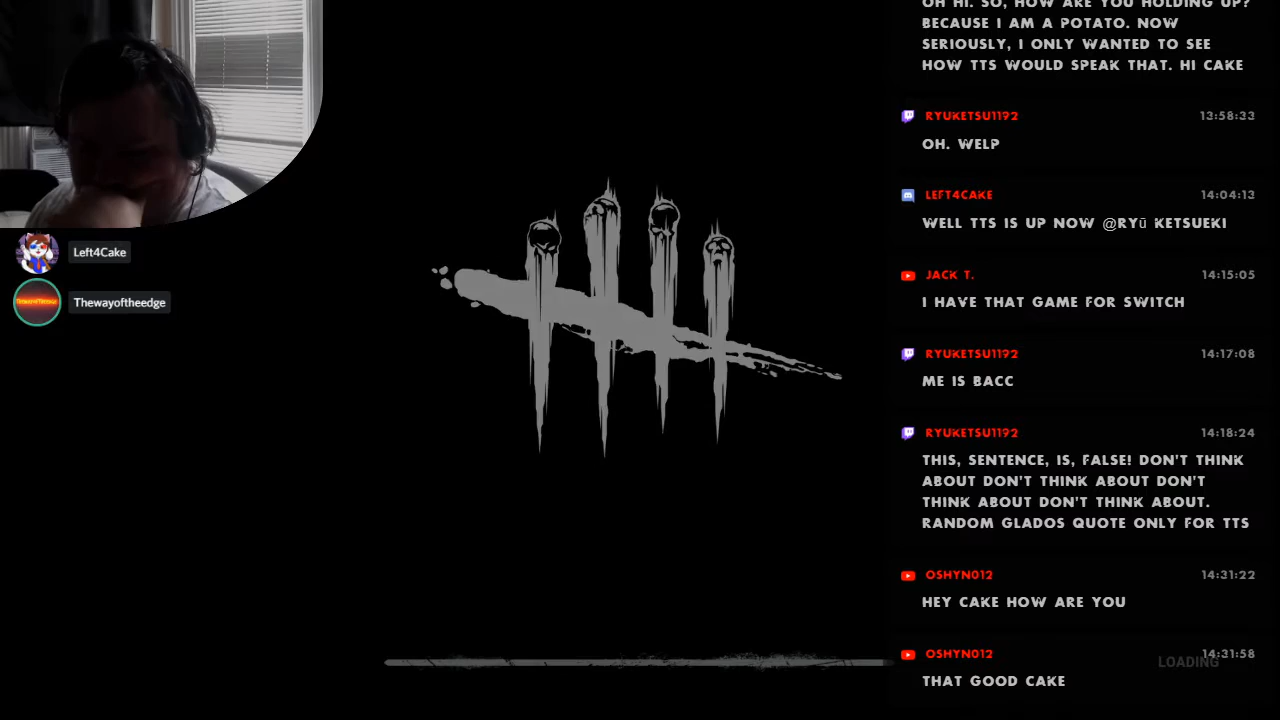 OH HI. SO, HOW ARE YOU HOLDING UP?
BECAUSE I AM A POTATO. NOW
SERIOUSLY, I ONLY WANTED TO SEE
HOW TTS WOULD SPEAK THAT. HI CAKE
RYUKETSU1192 13:58:33
OH. WELP
LEFT4CAKE 14:04:13
WELL TTS IS UP NOW @RYŪ KETSUEKI
JACK T. 14:15:05
I HAVE THAT GAME FOR SWITCH
RYUKETSU1192 14:17:08
ME IS BACC
RYUKETSU1192 14:18:24
THIS, SENTENCE, IS, FALSE! DON'T THINK
ABOUT DON'T THINK ABOUT DON'T
THINK ABOUT DON'T THINK ABOUT.
RANDOM GLADOS QUOTE ONLY FOR TTS
OSHYN012 14:31:22
HEY CAKE HOW ARE YOU
OSHYN012 14:31:58
THAT GOOD CAKE
LOADING
Left4Cake
Thewayoftheedge